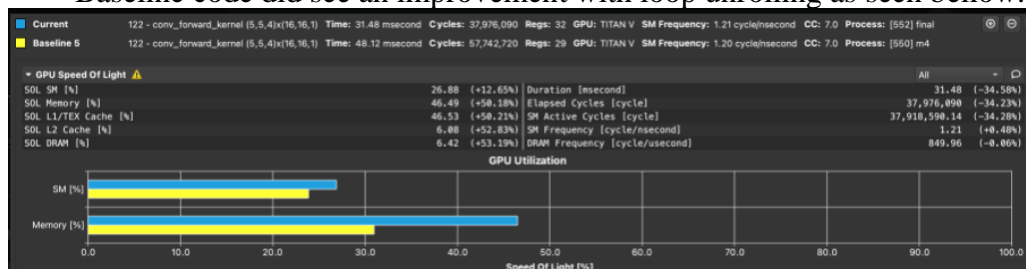 Baseline code did see an improvement with loop unrolling as seen bellow.
Current 122 - conv_forward_kernel (5,5,4)x(16,16,1) Time: 31.48 msecond Cycles: 37,976,090 Regs: 32 GPU: TITAN V SM Frequency: 1.21 cycle/nsecond CC: 7.0 Process: [552] final
Baseline 5 122 - conv_forward_kernel (5,5,4)x(16,16,1) Time: 48.12 msecond Cycles: 57,742,720 Regs: 29 GPU: TITAN V SM Frequency: 1.20 cycle/nsecond CC: 7.0 Process: [550] m4
GPU Speed Of Light All
SOL SM [%] 26.88 (+12.65%) Duration [msecond] 31.48 (-34.58%)
SOL Memory [%] 46.49 (+50.18%) Elapsed Cycles [cycle] 37,976,090 (-34.23%)
SOL L1/TEX Cache [%] 46.53 (+50.21%) SM Active Cycles [cycle] 37,918,590.14 (-34.28%)
SOL L2 Cache [%] 6.08 (+52.83%) SM Frequency [cycle/nsecond] 1.21 (+0.48%)
SOL DRAM [%] 6.42 (+53.19%) DRAM Frequency [cycle/usecond] 849.96 (-0.06%)
GPU Utilization
SM [%]
Memory [%]
0.0 10.0 20.0 30.0 40.0 50.0 60.0 70.0 80.0 90.0 100.0
Speed Of Light [%]